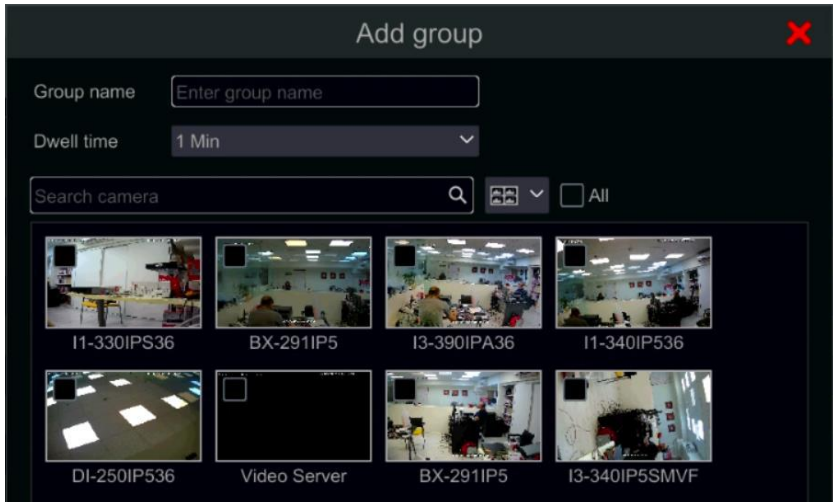 Add group
Group name Enter group name
Dwell time 1 Min
Search camera All
I1-330IPS36 BX-291IP5 I3-390IPA36 I1-340IP536
DI-250IP536 Video Server BX-291IP5 I3-340IP5SMVF